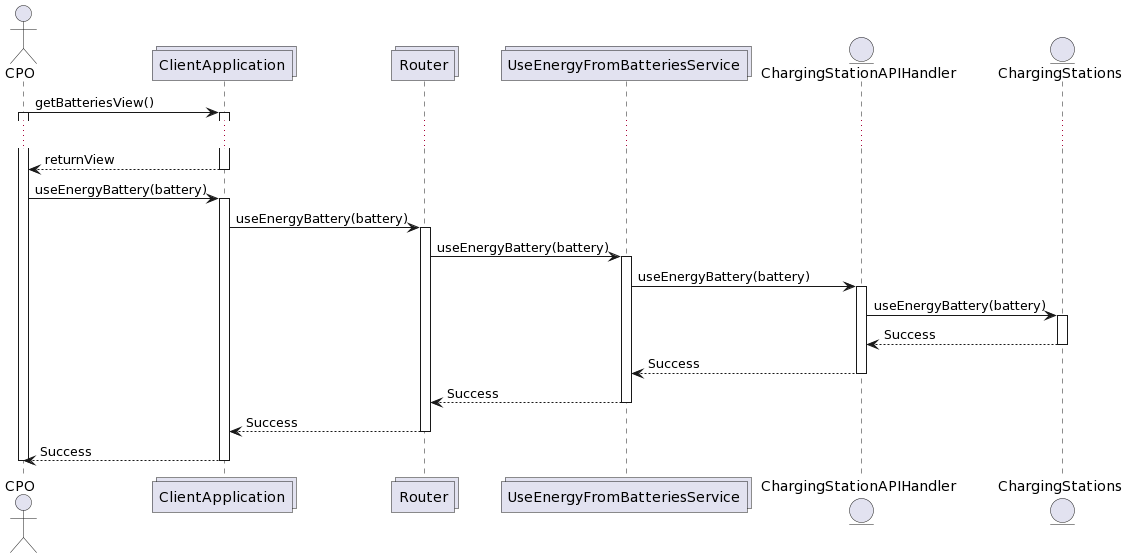 CPO
ClientApplication
Router
UseEnergyFromBatteriesService
ChargingStationAPIHandler
ChargingStations
getBatteriesView()
returnView
useEnergyBattery(battery)
useEnergyBattery(battery)
useEnergyBattery(battery)
useEnergyBattery(battery)
useEnergyBattery(battery)
Success
Success
Success
Success
Success
CPO
ClientApplication
Router
UseEnergyFromBatteriesService
ChargingStationAPIHandler
ChargingStations